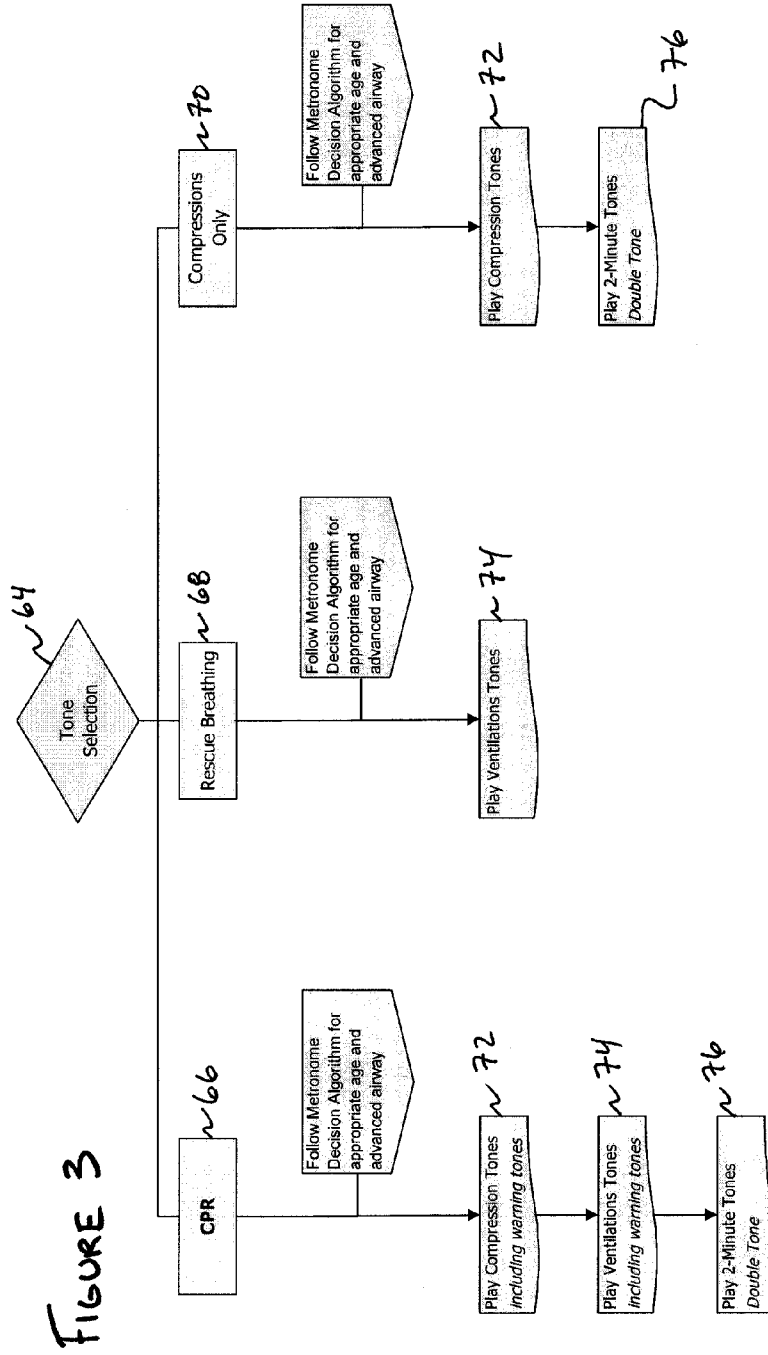 FIGURE 3
Tone
Selection
64
CPR
66
Rescue Breathing
68
Compressions
Only
70
Follow Metronome
Decision Algorithm for
appropriate age and
advanced airway
Follow Metronome
Decision Algorithm for
appropriate age and
advanced airway
Follow Metronome
Decision Algorithm for
appropriate age and
advanced airway
Play Compression Tones
including warning tones
72
Play Ventilations Tones
74
Play Compression Tones
72
Play Ventilations Tones
including warning tones
74
Play 2-Minute Tones
Double Tone
76
Play 2-Minute Tones
Double Tone
76